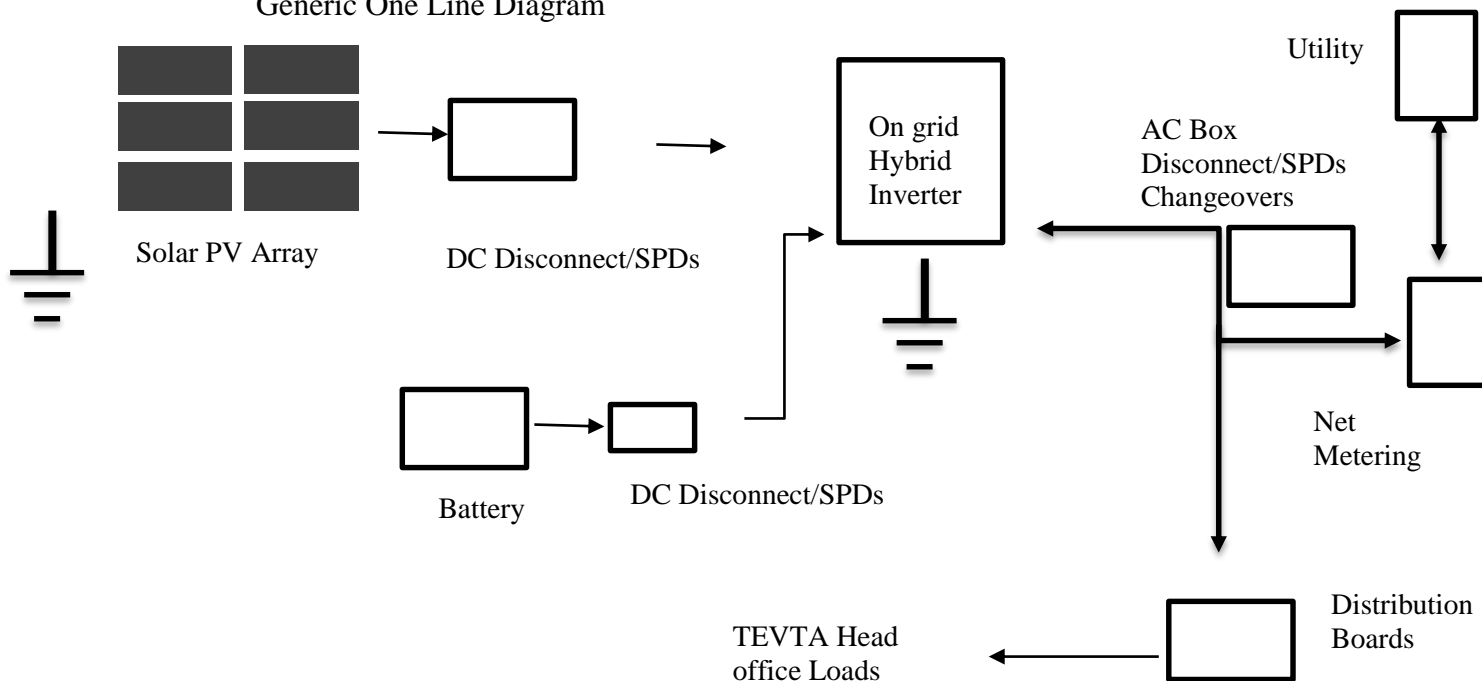 Generic One Line Diagram
Utility
On grid
Hybrid
Inverter
AC Box
Disconnect/SPDs
Changeovers
Solar PV Array
DC Disconnect/SPDs
Net
Metering
Battery
DC Disconnect/SPDs
Distribution
Boards
TEVTA Head
office Loads